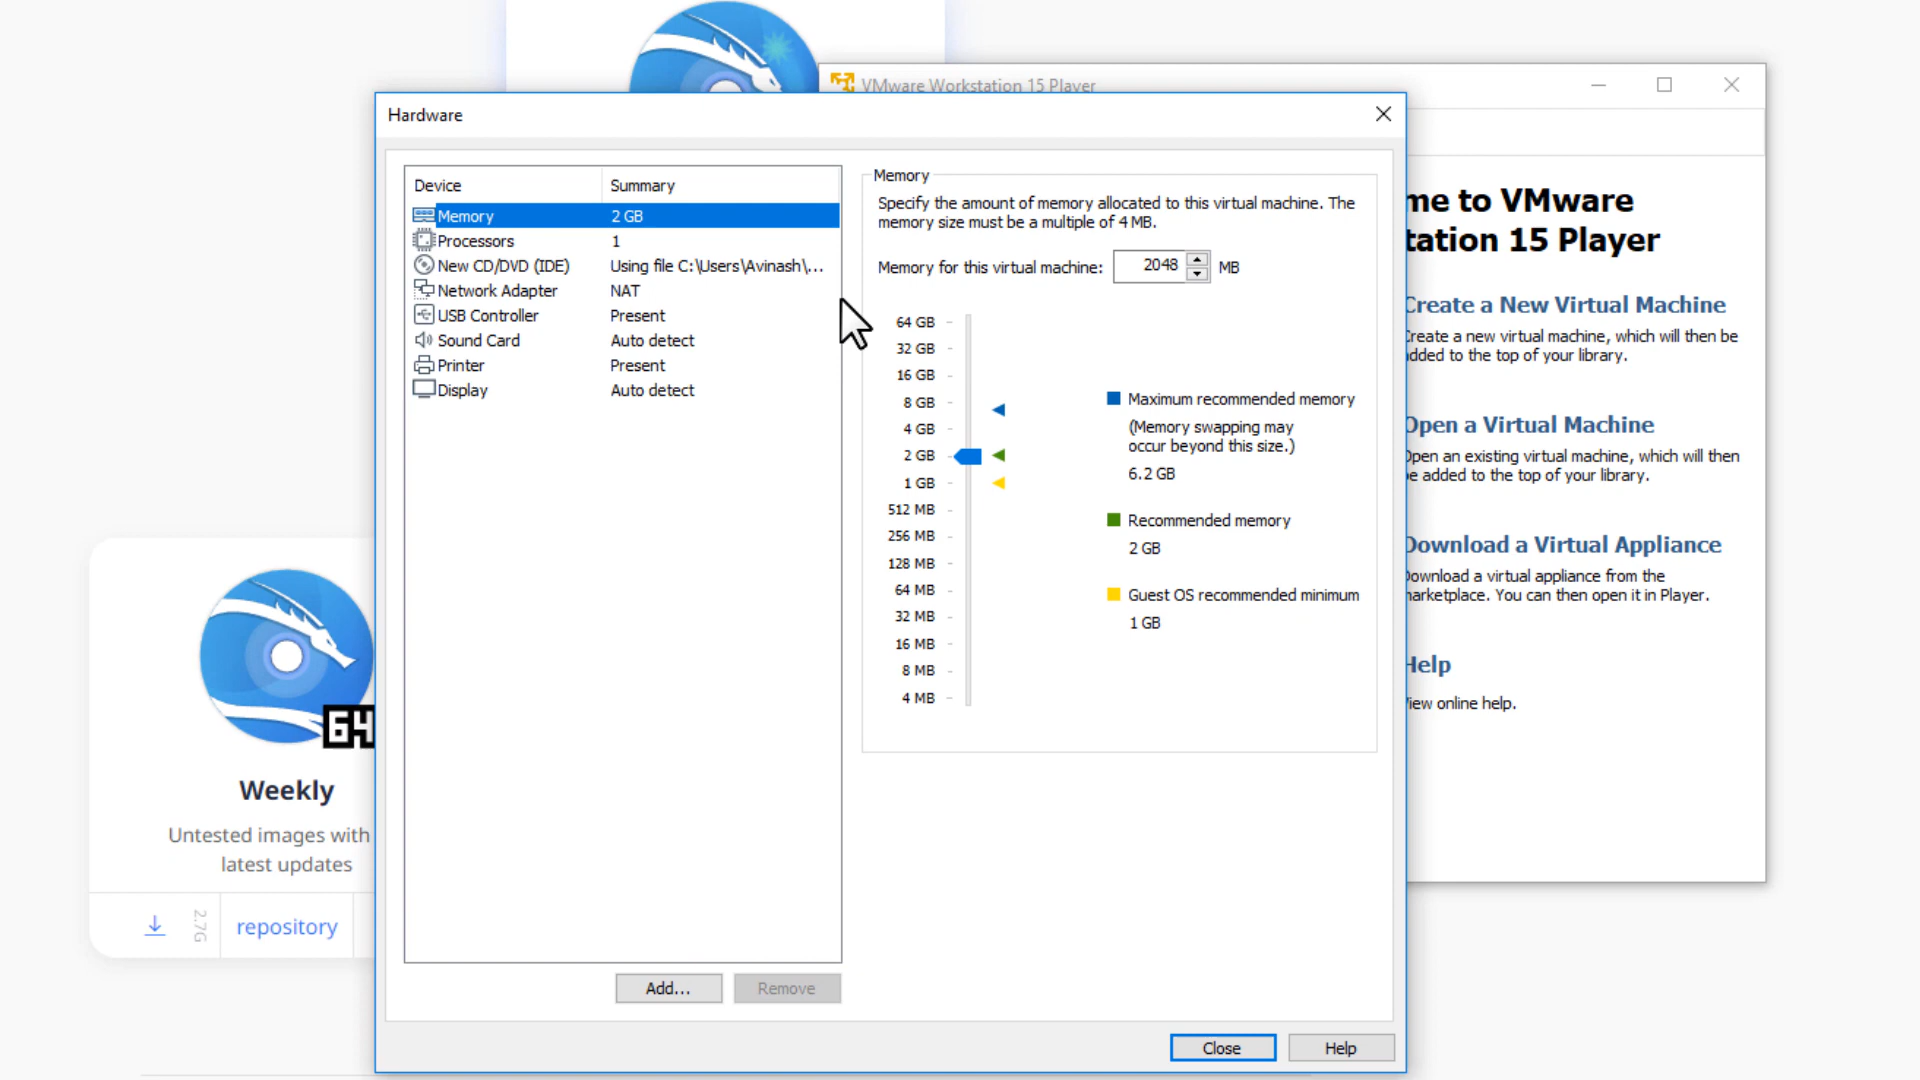 VMware Workstation 15 Player
Hardware
Device Summary
Memory 2 GB
Processors 1
New CD/DVD (IDE) Using file C:\Users\Avinash\...
Network Adapter NAT
USB Controller Present
Sound Card Auto detect
Printer Present
Display Auto detect
Add...
Remove
Memory
Specify the amount of memory allocated to this virtual machine. The
memory size must be a multiple of 4 MB.
Memory for this virtual machine: 2048 MB
64 GB
32 GB
16 GB
8 GB
4 GB
2 GB
1 GB
512 MB
256 MB
128 MB
64 MB
32 MB
16 MB
8 MB
4 MB
Maximum recommended memory
(Memory swapping may
occur beyond this size.)
6.2 GB
Recommended memory
2 GB
Guest OS recommended minimum
1 GB
Close
Help
me to VMware
tation 15 Player
Create a New Virtual Machine
Create a new virtual machine, which will then be
added to the top of your library.
Open a Virtual Machine
Open an existing virtual machine, which will then
be added to the top of your library.
Download a Virtual Appliance
Download a virtual appliance from the
marketplace. You can then open it in Player.
Help
View online help.
64
Weekly
Untested images with
latest updates
2.7G
repository